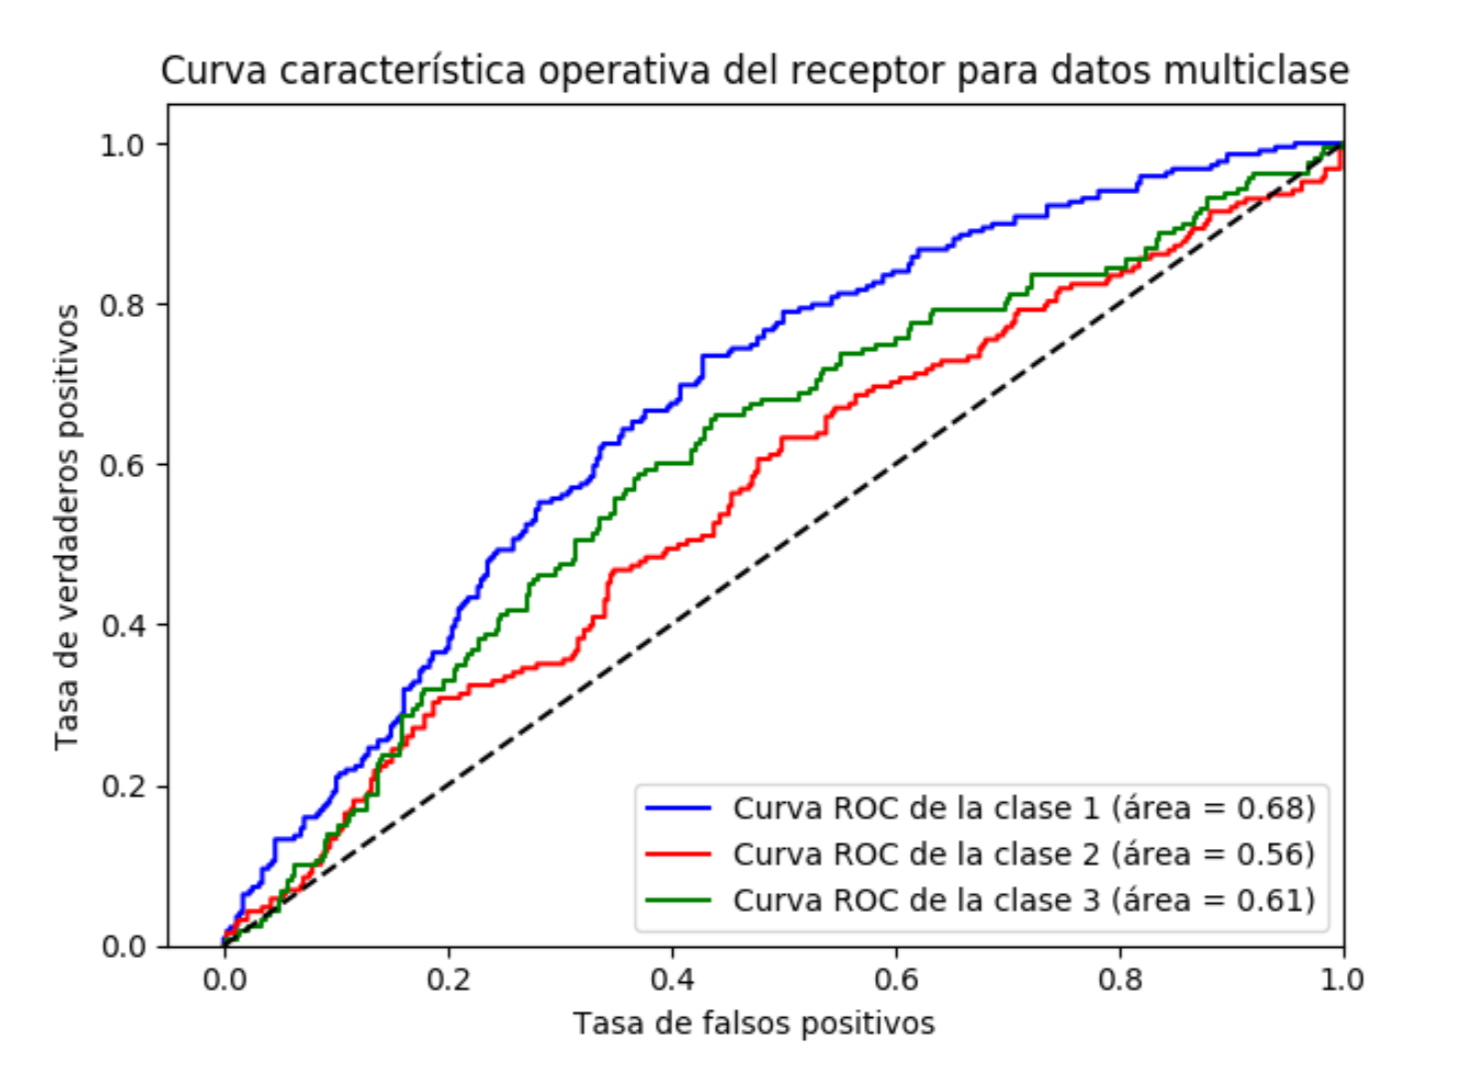 Curva característica operativa del receptor para datos multiclase
1.0
0.8
0.6
0.4
0.2
0.0
Tasa de verdaderos positivos
Curva ROC de la clase 1 (área = 0.68)
Curva ROC de la clase 2 (área = 0.56)
Curva ROC de la clase 3 (área = 0.61)
0.0 0.2 0.4 0.6 0.8 1.0
Tasa de falsos positivos